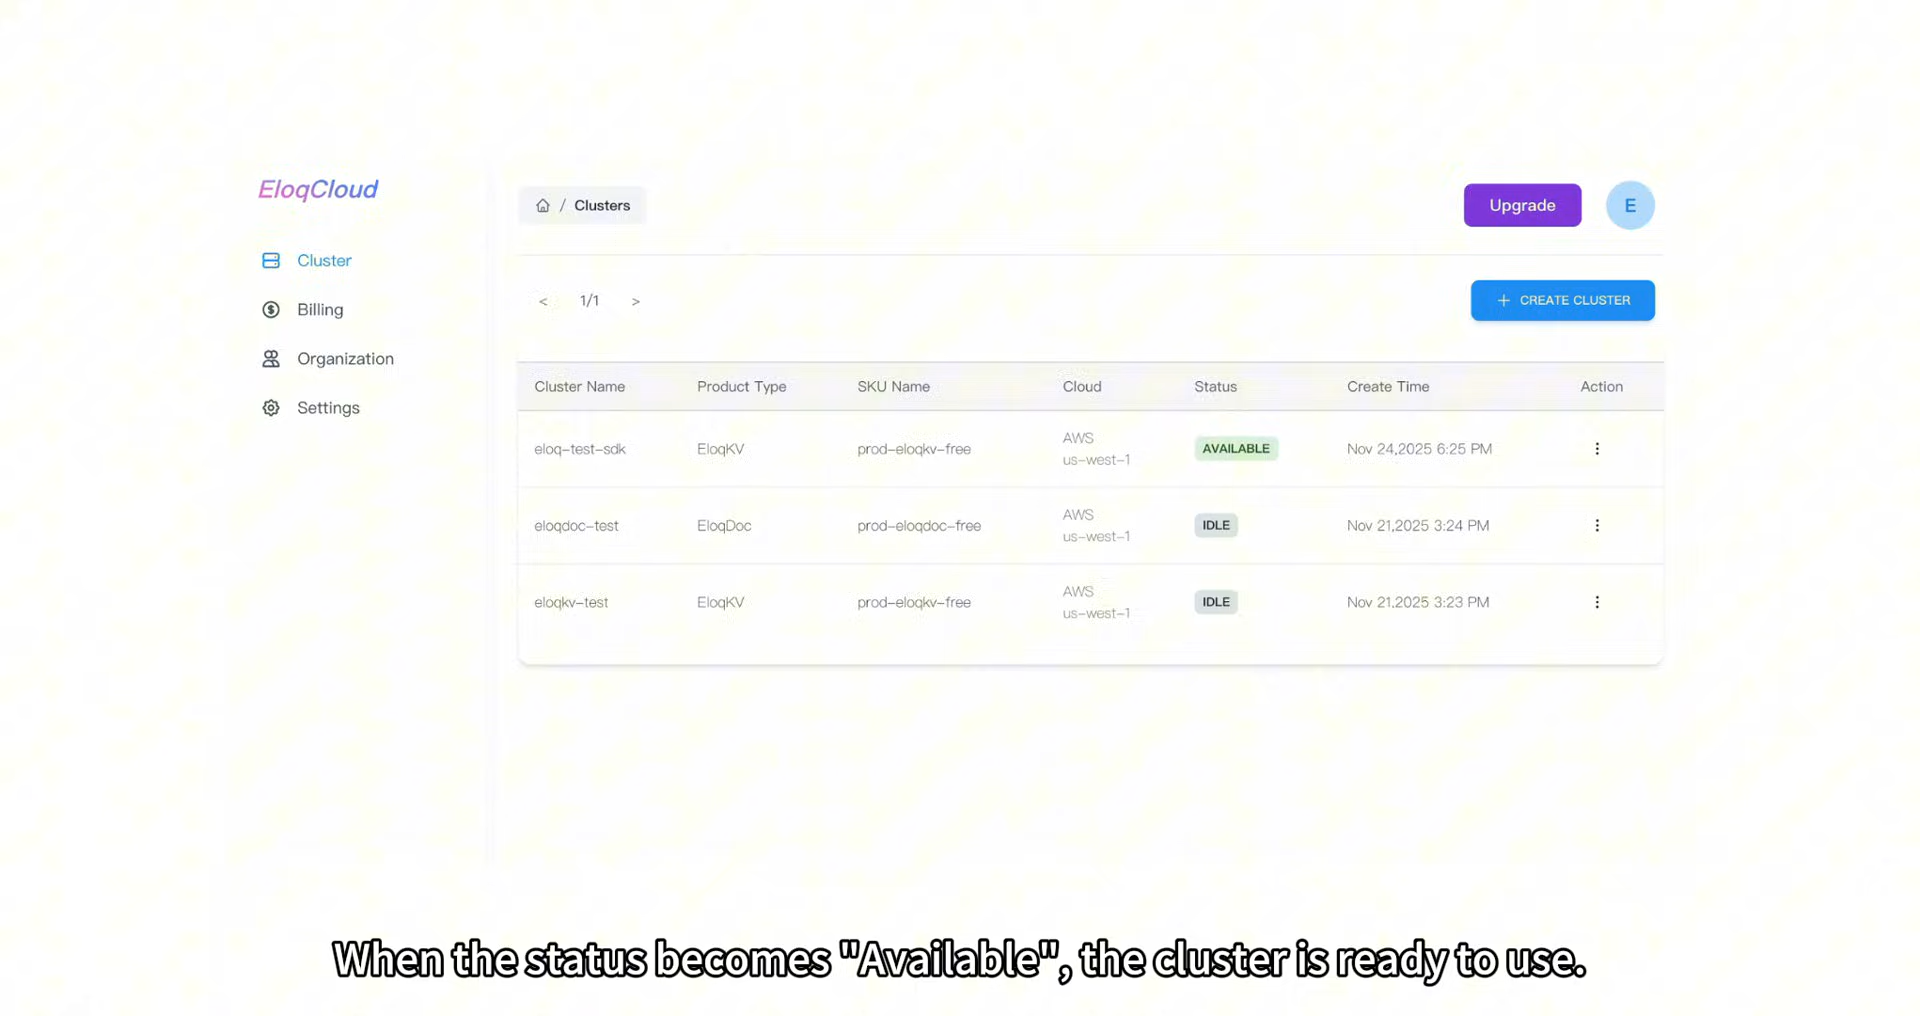 EloqCloud
Cluster
Billing
Organization
Settings
/ Clusters
Upgrade
E
< 1/1 >
+ CREATE CLUSTER
Cluster Name Product Type SKU Name Cloud Status Create Time Action
eloq-test-sdk EloqKV prod-eloqkv-free AWS us-west-1 AVAILABLE Nov 24,2025 6:25 PM
eloqdoc-test EloqDoc prod-eloqdoc-free AWS us-west-1 IDLE Nov 21,2025 3:24 PM
eloqkv-test EloqKV prod-eloqkv-free AWS us-west-1 IDLE Nov 21,2025 3:23 PM
When the status becomes "Available", the cluster is ready to use.